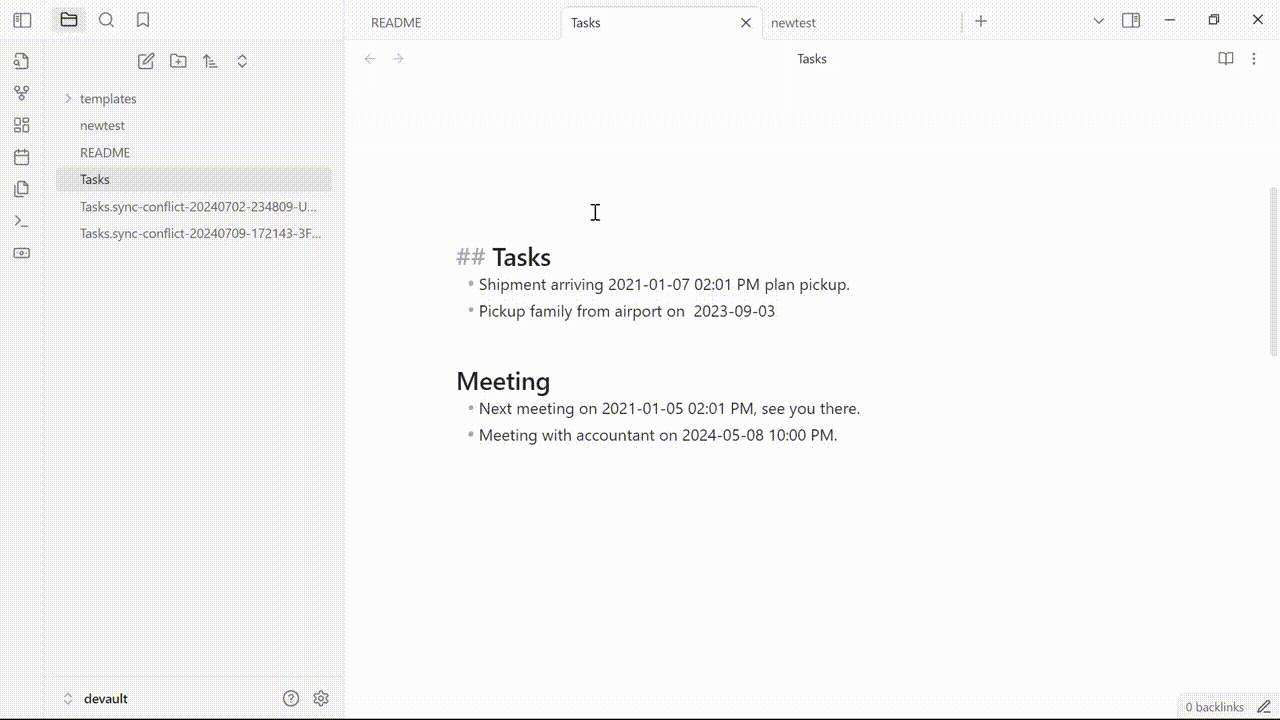 README
Tasks
newtest
Tasks
templates
newtest
README
Tasks
Tasks.sync-conflict-20240702-234809-U...
Tasks.sync-conflict-20240709-172143-3F...
## Tasks
Shipment arriving 2021-01-07 02:01 PM plan pickup.
Pickup family from airport on  2023-09-03
Meeting
Next meeting on 2021-01-05 02:01 PM, see you there.
Meeting with accountant on 2024-05-08 10:00 PM.
devault
0 backlinks